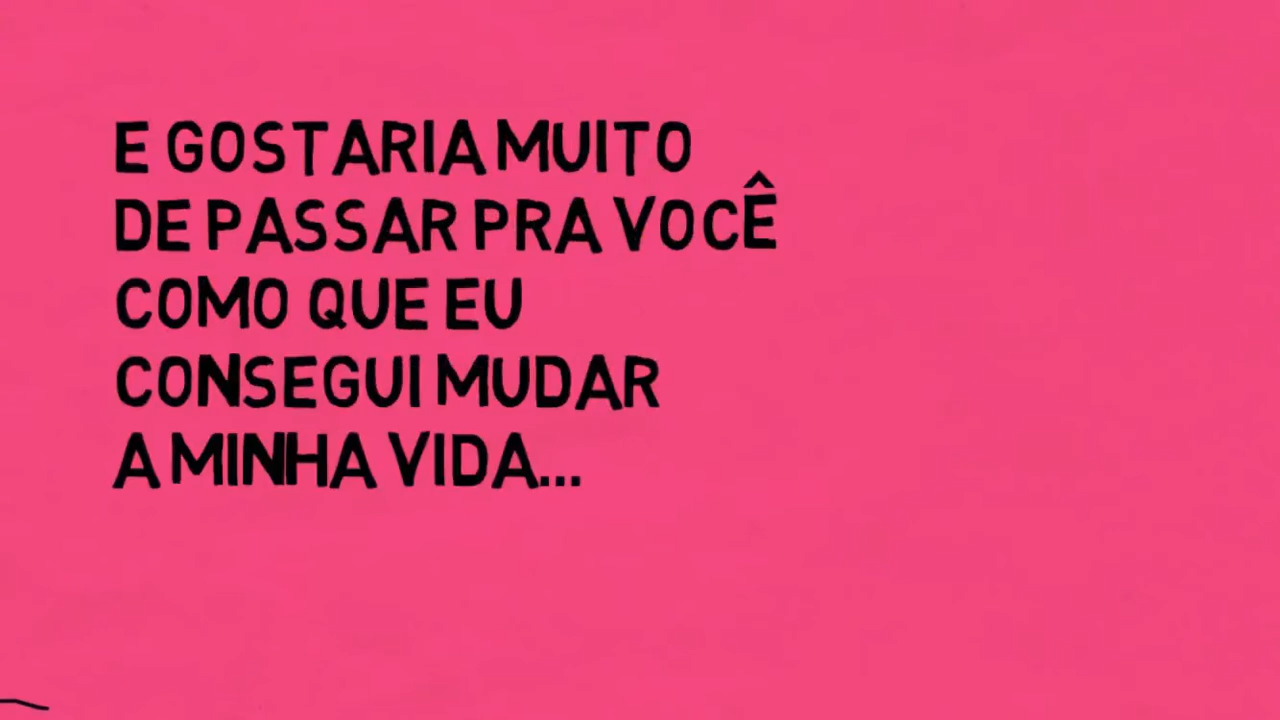 E GOSTARIA MUITO
DE PASSAR PRA VOCÊ
COMO QUE EU
CONSEGUI MUDAR
A MINHA VIDA...